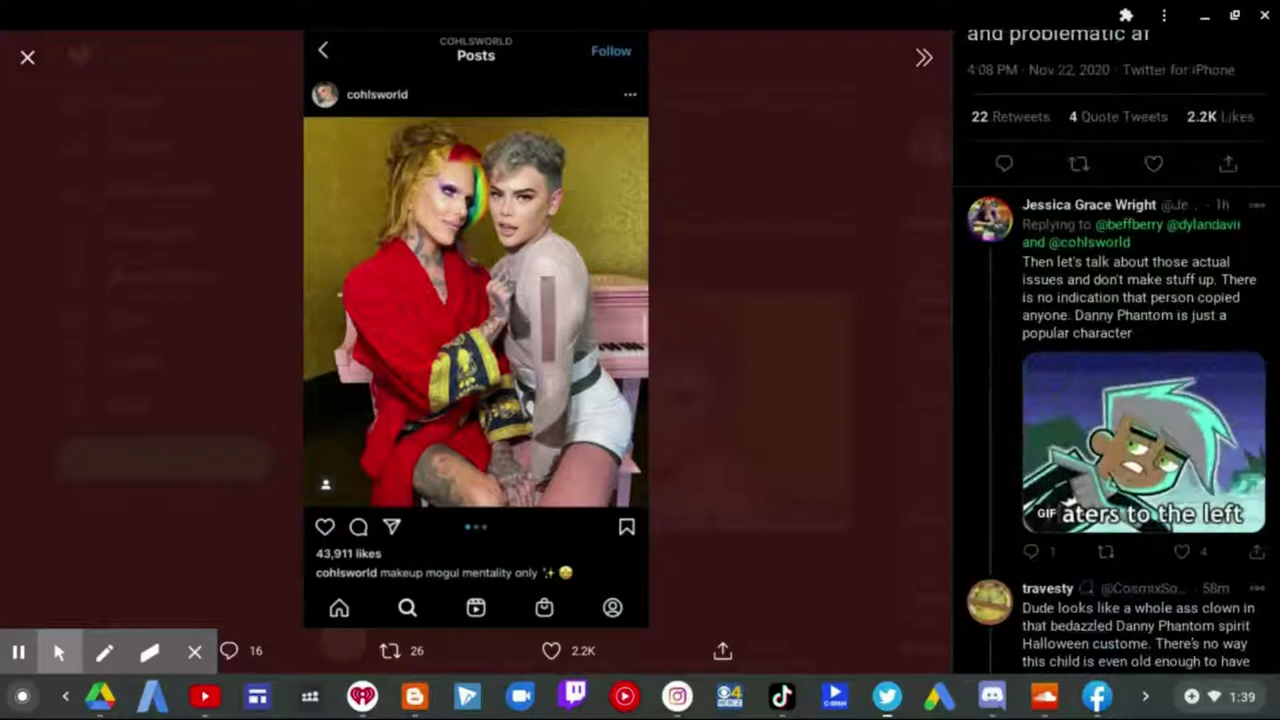 COHLSWORLD
Posts
Follow
cohlsworld
43,911 likes
cohlsworld makeup mogul mentality only ✨🤩
16
26
2.2K
and problematic af
4:08 PM · Nov 22, 2020 · Twitter for iPhone
22 Retweets 4 Quote Tweets 2.2K Likes
Jessica Grace Wright @Je... · 1h
Replying to @beffberry @dylandavii
and @cohlsworld
Then let's talk about those actual
issues and don't make stuff up. There
is no indication that person copied
anyone. Danny Phantom is just a
popular character
GIF
aters to the left
1
4
travesty @CosmixSo... 58m
Dude looks like a whole ass clown in
that bedazzled Danny Phantom spirit
Halloween custome. There's no way
this child is even old enough to have
C-SPAN
1:39